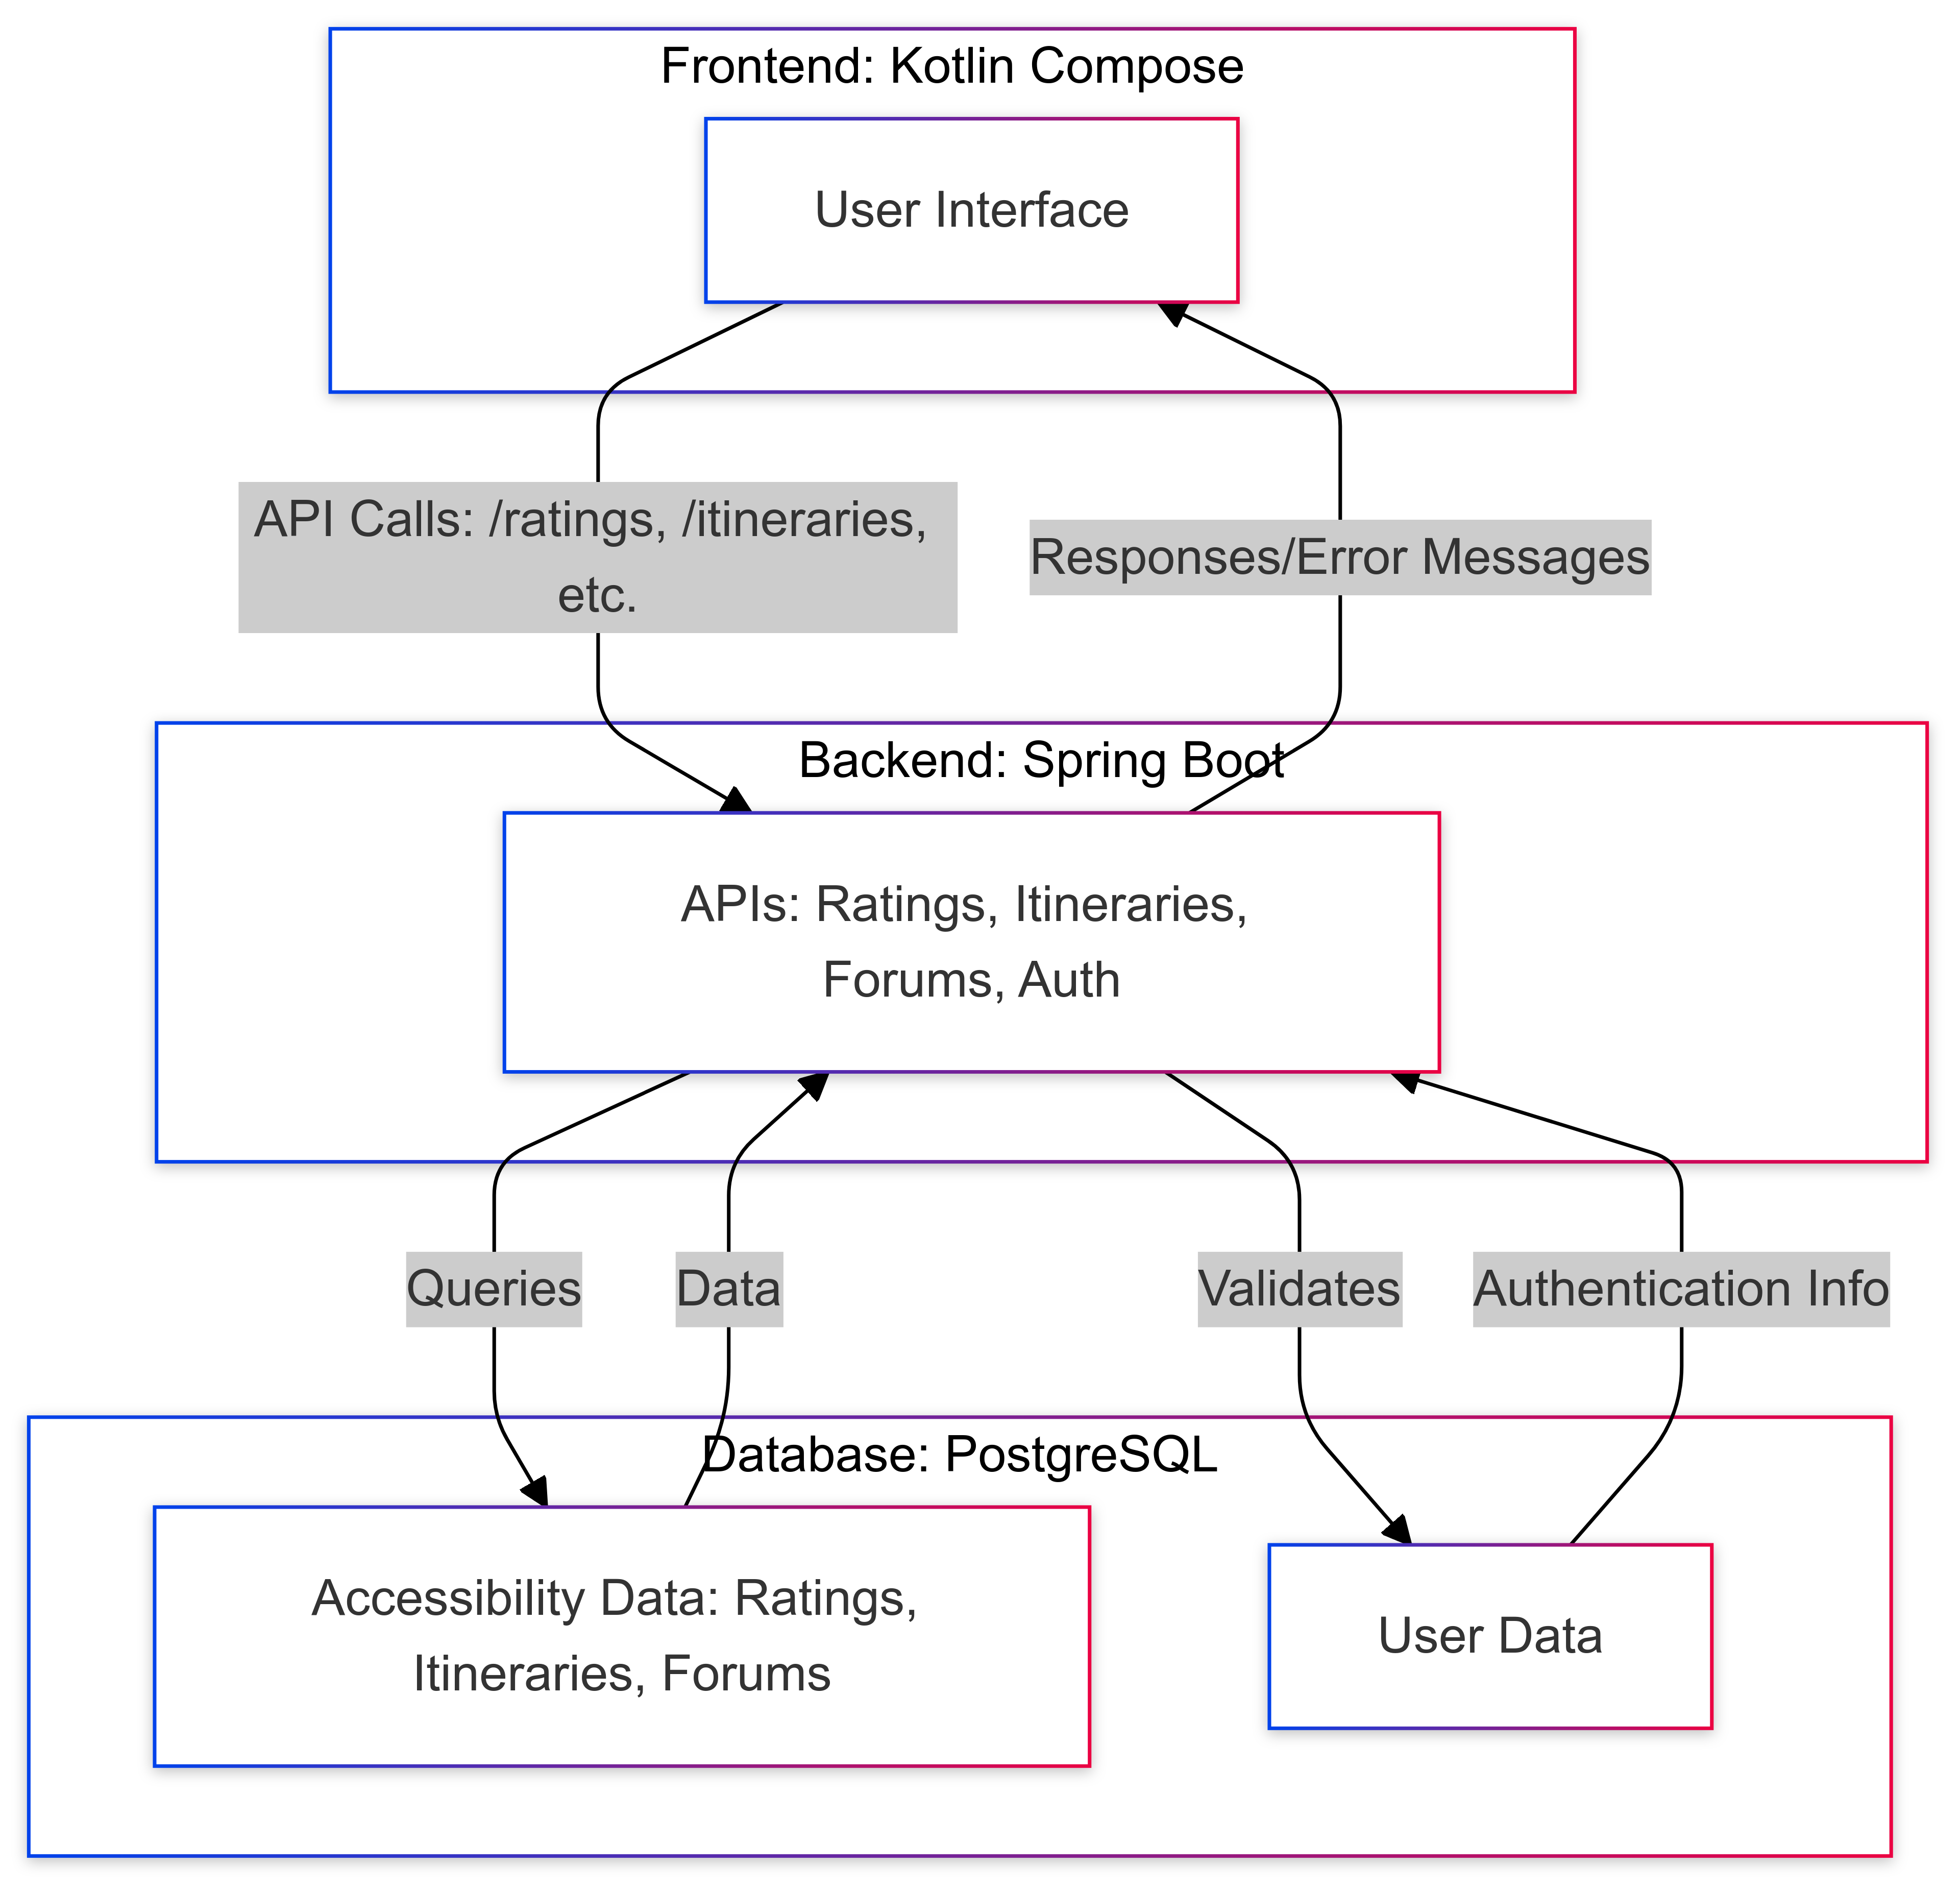 Frontend: Kotlin Compose
User Interface
API Calls: /ratings, /itineraries,
etc.
Responses/Error Messages
Backend: Spring Boot
APIs: Ratings, Itineraries,
Forums, Auth
Queries
Data
Validates
Authentication Info
Database: PostgreSQL
Accessibility Data: Ratings,
Itineraries, Forums
User Data